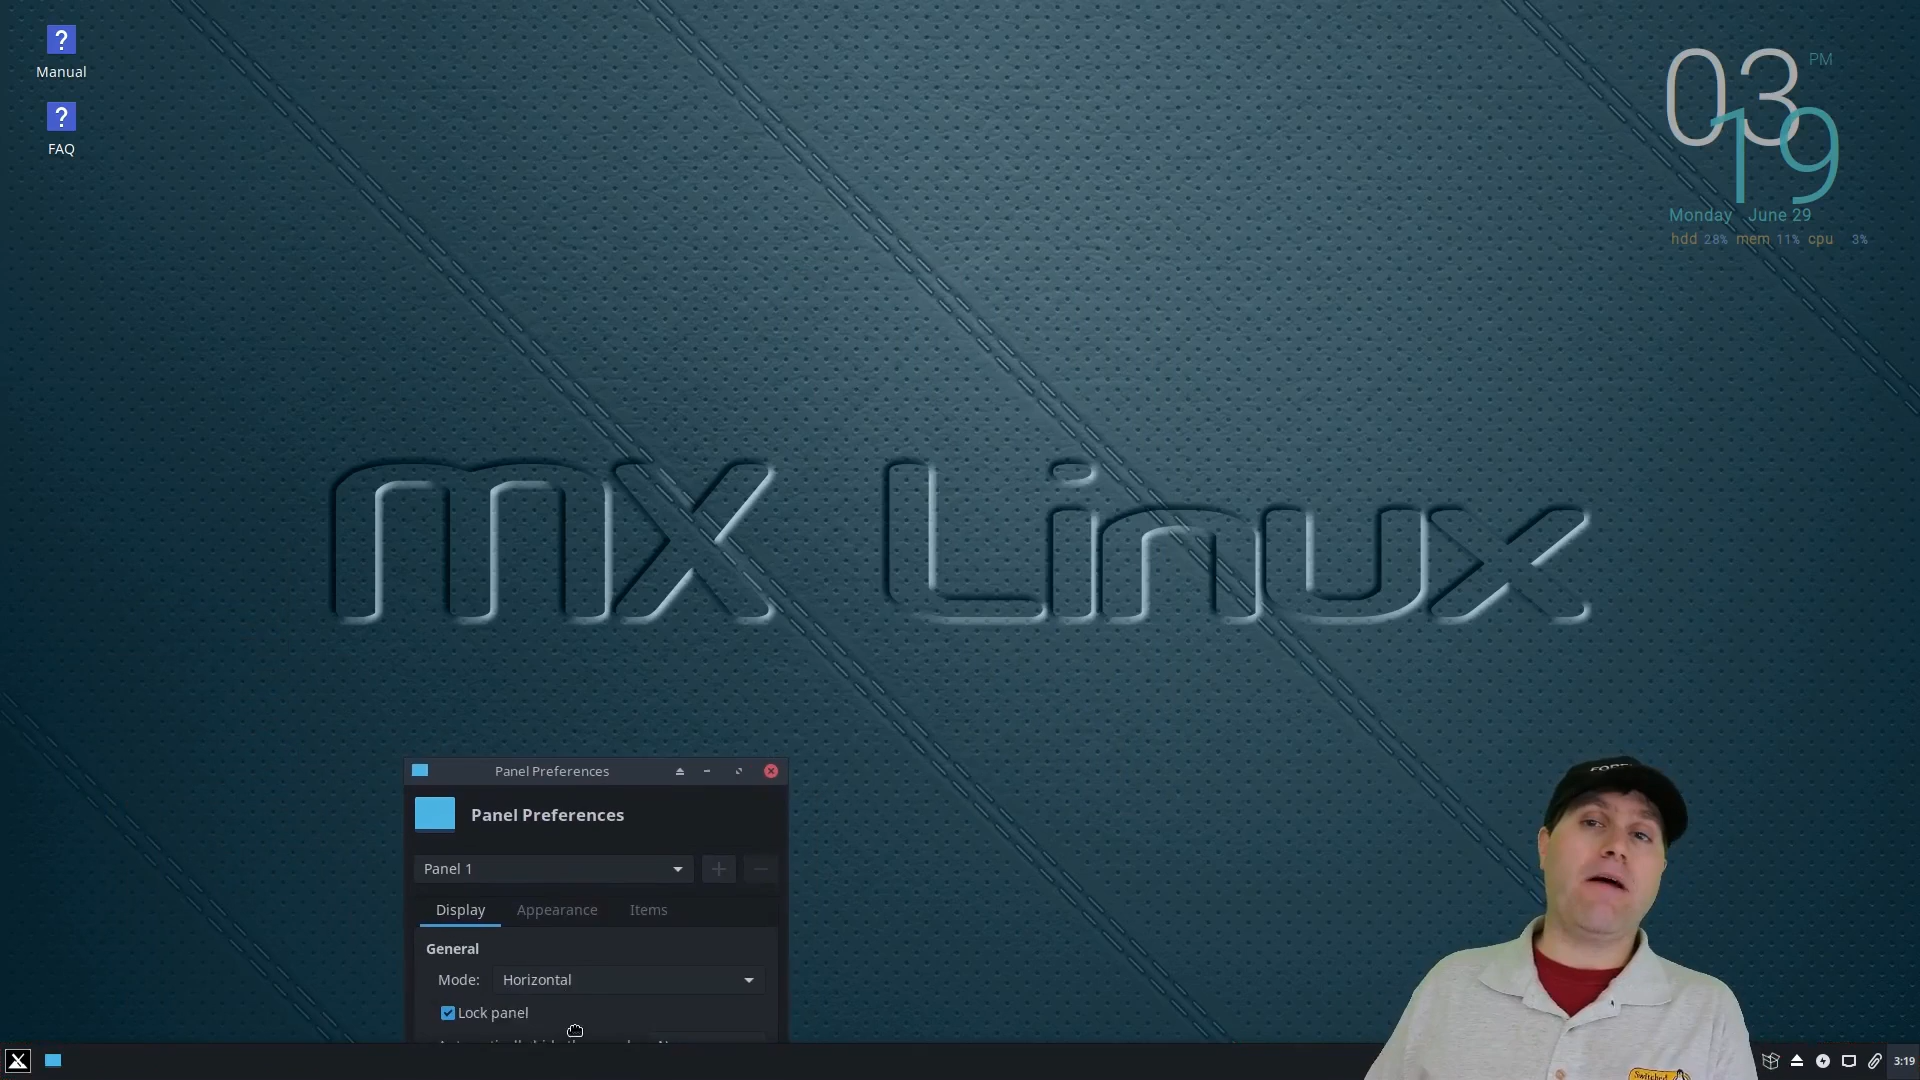 Manual
FAQ
03 PM
19
Monday June 29
hdd 28% mem 11% cpu 3%
MX Linux
Panel Preferences
Panel Preferences
Panel 1
Display Appearance Items
General
Mode: Horizontal
Lock panel
3:19